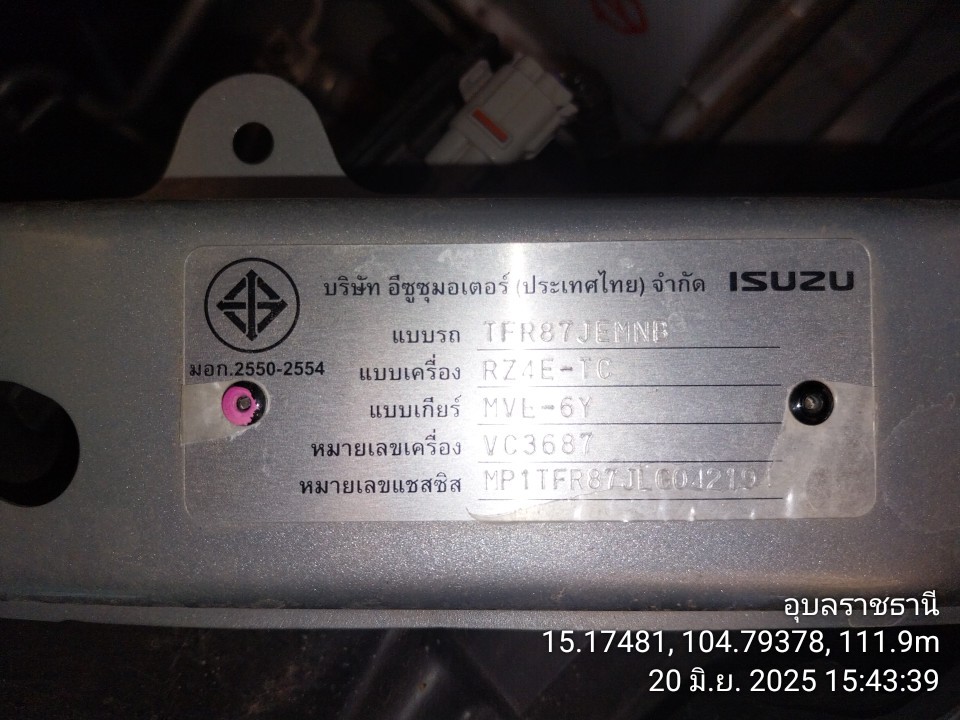 บริษัท อีซูซุมอเตอร์ (ประเทศไทย) จำกัด ISUZU
แบบรถ TFR87JEMNB
มอก.2550-2554
แบบเครื่อง RZ4E-TC
แบบเกียร์ MVL-6Y
หมายเลขเครื่อง VC3687
หมายเลขแชสซิส
อุบลราชธานี
15.17481, 104.79378, 111.9m
20 มิ.ย. 2025 15:43:39